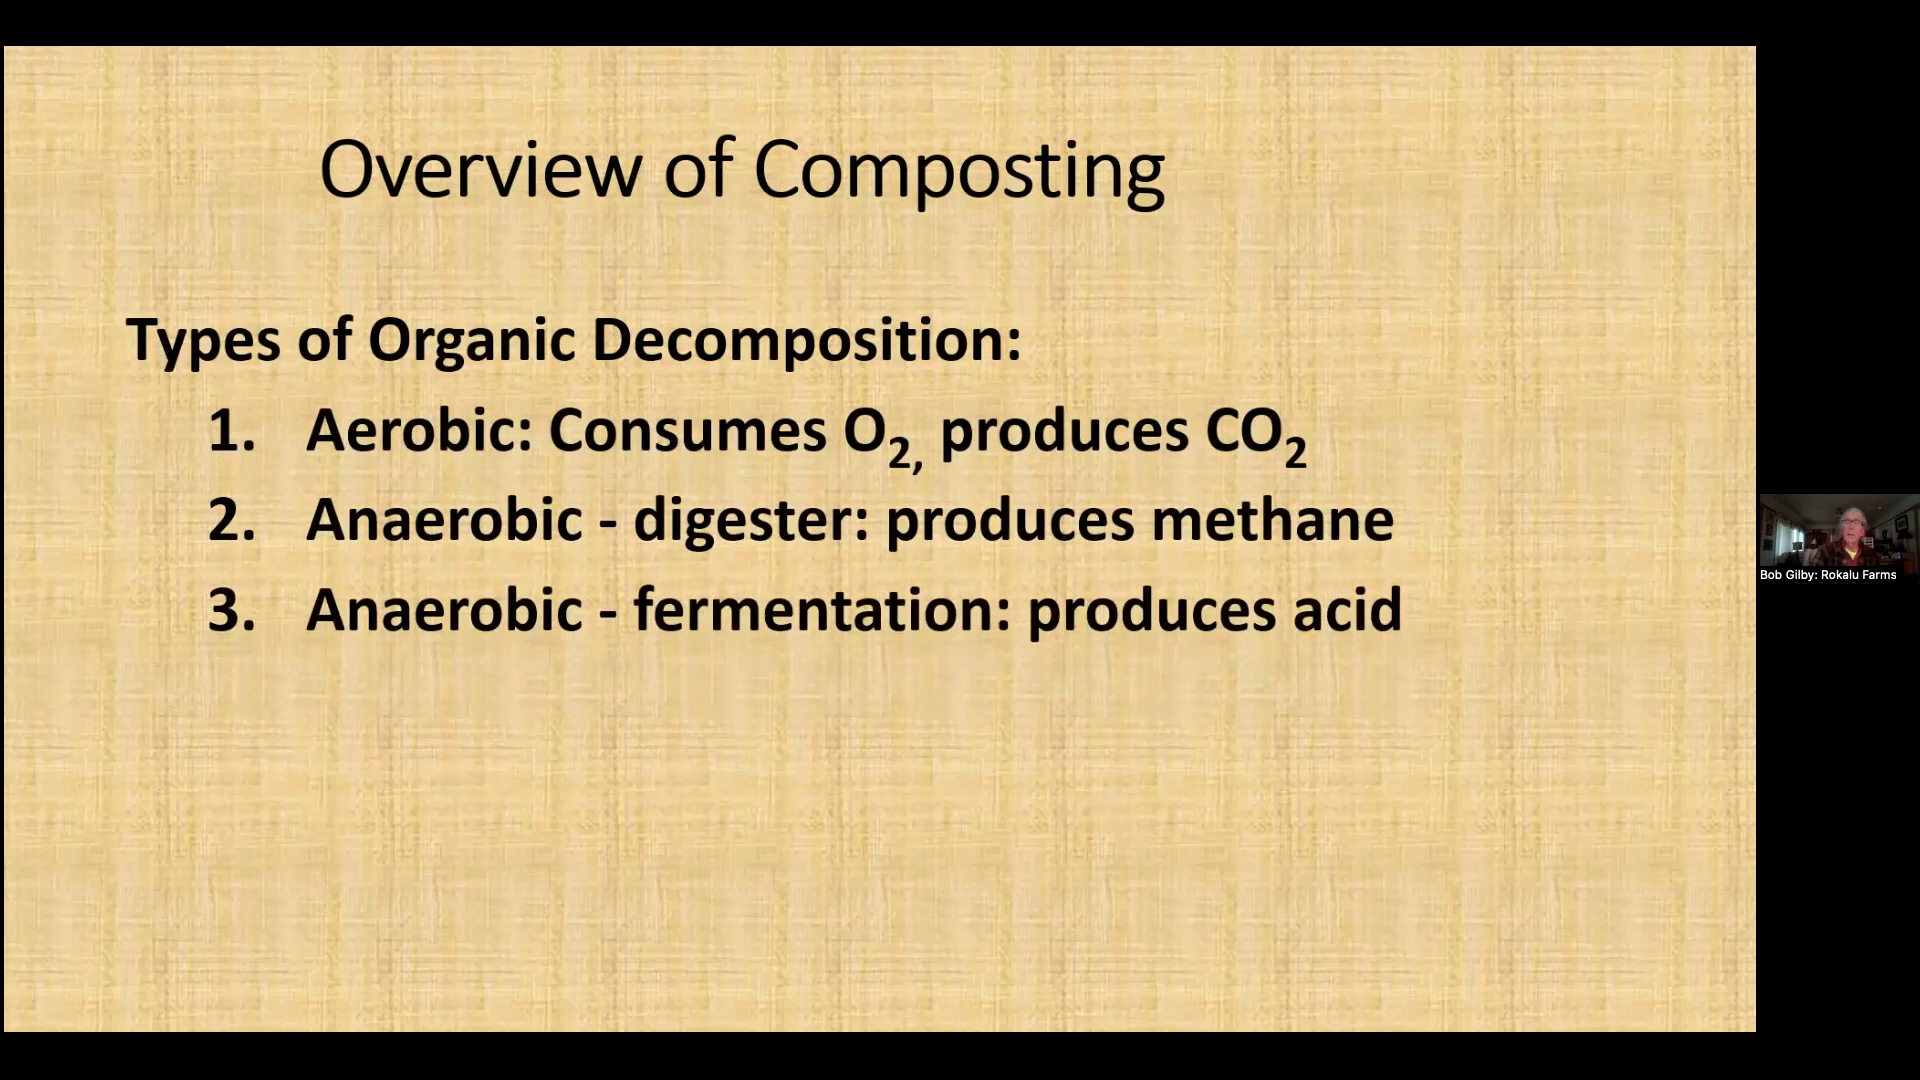 Overview of Composting
Types of Organic Decomposition:
1. Aerobic: Consumes O₂, produces CO₂
2. Anaerobic - digester: produces methane
3. Anaerobic - fermentation: produces acid
Bob Gilby: Rokalu Farms